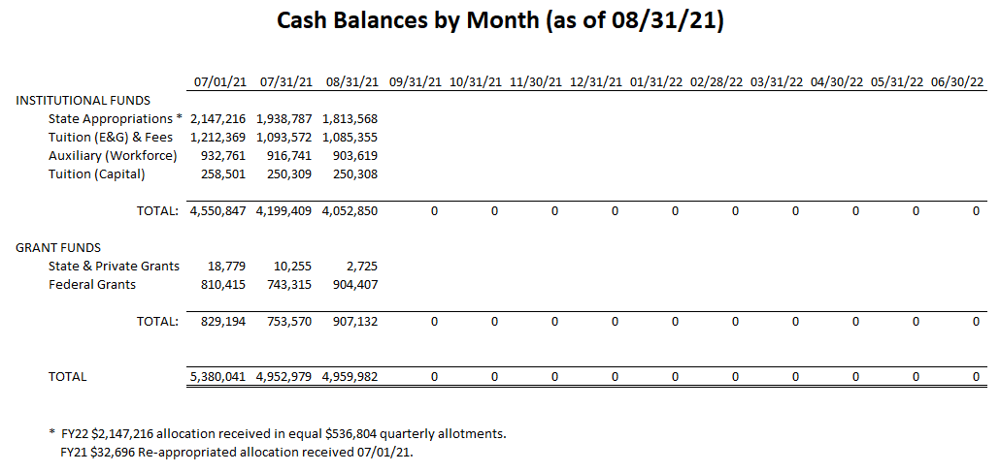 Cash Balances by Month (as of 08/31/21)
07/01/21 07/31/21 08/31/21 09/31/21 10/31/21 11/30/21 12/31/21 01/31/22 02/28/22 03/31/22 04/30/22 05/31/22 06/30/22
INSTITUTIONAL FUNDS
State Appropriations * 2,147,216 1,938,787 1,813,568
Tuition (E&G) & Fees 1,212,369 1,093,572 1,085,355
Auxiliary (Workforce) 932,761 916,741 903,619
Tuition (Capital) 258,501 250,309 250,308
TOTAL: 4,550,847 4,199,409 4,052,850 0 0 0 0 0 0 0 0 0 0
GRANT FUNDS
State & Private Grants 18,779 10,255 2,725
Federal Grants 810,415 743,315 904,407
TOTAL: 829,194 753,570 907,132 0 0 0 0 0 0 0 0 0 0
TOTAL 5,380,041 4,952,979 4,959,982 0 0 0 0 0 0 0 0 0 0
* FY22 $2,147,216 allocation received in equal $536,804 quarterly allotments.
FY21 $32,696 Re-appropriated allocation received 07/01/21.